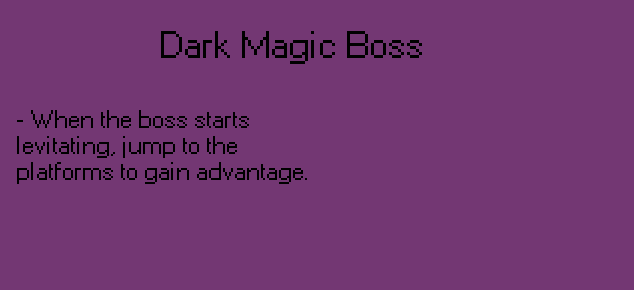 Dark Magic Boss
- When the boss starts
levitating, jump to the
platforms to gain advantage.